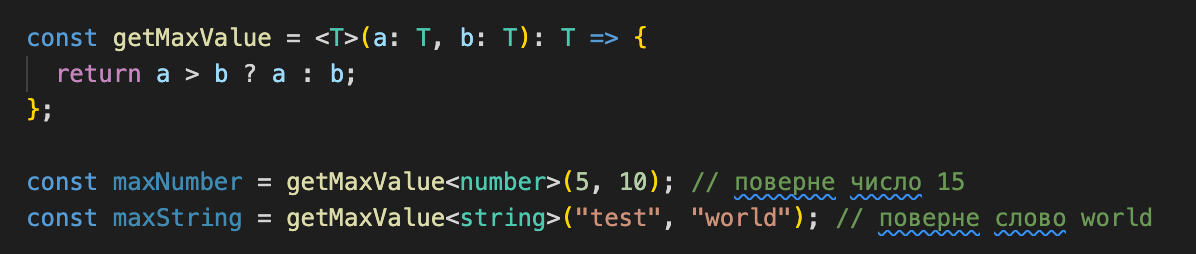 const getMaxValue = <T>(a: T, b: T): T => {
return a > b ? a : b;
};
const maxNumber = getMaxValue<number>(5, 10); // поверне число 15
const maxString = getMaxValue<string>("test", "world"); // поверне слово world